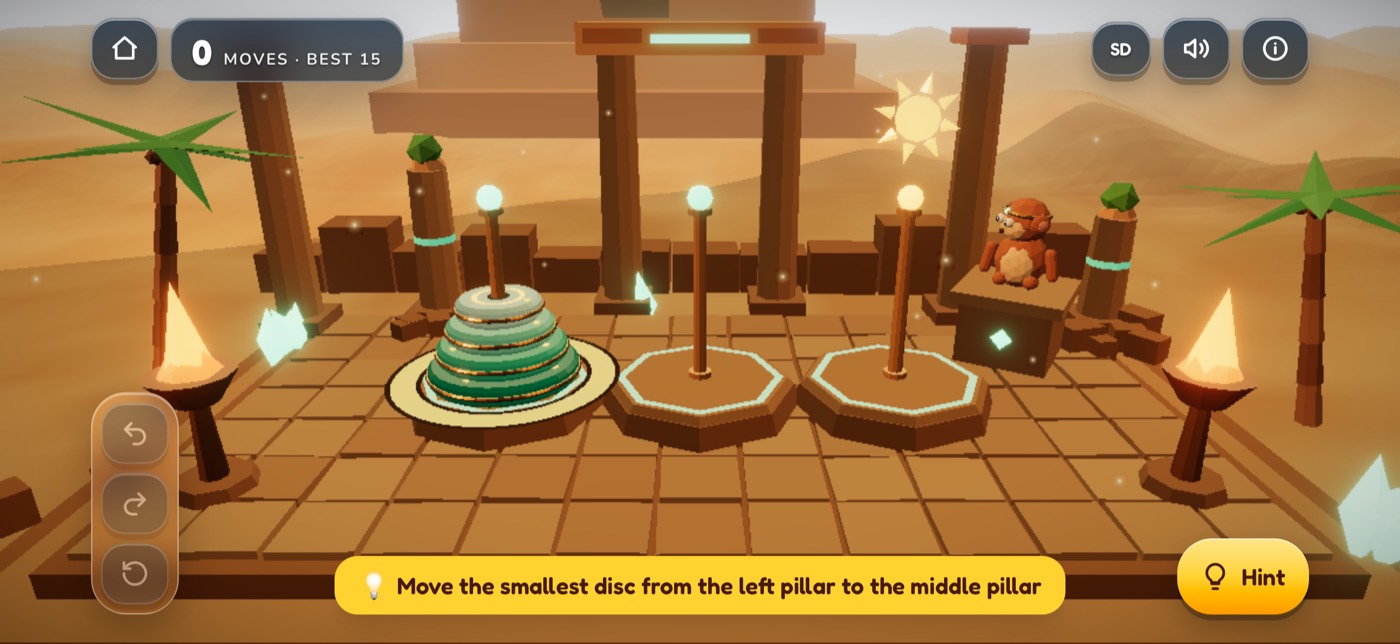 0 MOVES · BEST 15
SD
💡 Move the smallest disc from the left pillar to the middle pillar
Hint